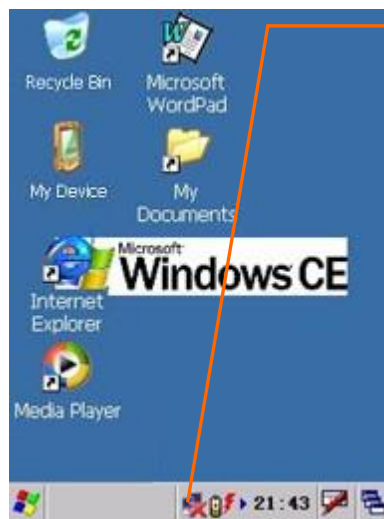 Recycle Bin
Microsoft
WordPad
My Device
My
Documents
Microsoft
Windows CE
Internet
Explorer
Media Player
21:43